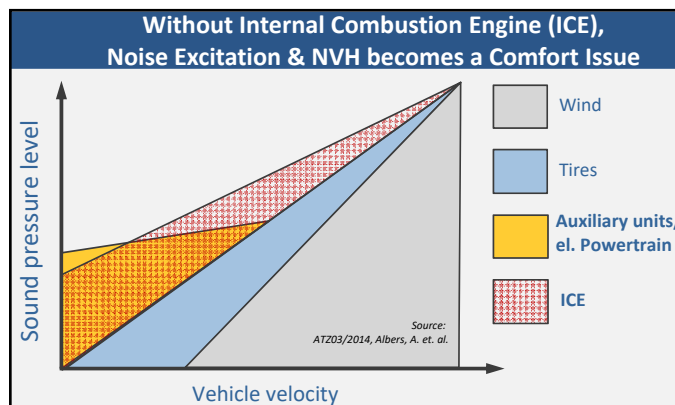 Without Internal Combustion Engine (ICE),
Noise Excitation & NVH becomes a Comfort Issue
Sound pressure level
Wind
Tires
Auxiliary units,
el. Powertrain
ICE
Source:
ATZ03/2014, Albers, A. et. al.
Vehicle velocity